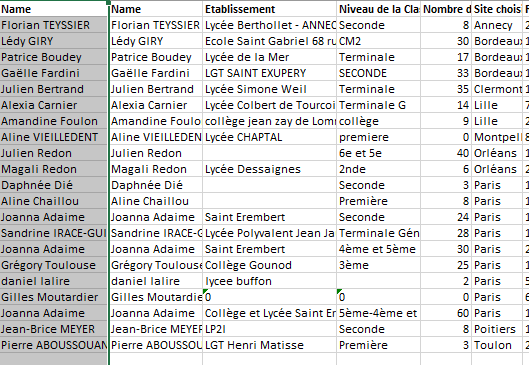 Name Name Etablissement Niveau de la Cla Nombre d Site chois
Florian TEYSSIER Florian TEYSSIER Lycée Berthollet - ANNEC Seconde 8 Annecy
Lédy GIRY Lédy GIRY Ecole Saint Gabriel 68 ru CM2 30 Bordeaux
Patrice Boudey Patrice Boudey Lycée de la Mer Terminale 17 Bordeaux
Gaëlle Fardini Gaëlle Fardini LGT SAINT EXUPERY SECONDE 33 Bordeaux
Julien Bertrand Julien Bertrand Lycée Simone Weil Terminale 35 Clermont
Alexia Carnier Alexia Carnier Lycée Colbert de Tourcoi Terminale G 14 Lille
Amandine Foulon Amandine Foulo collège jean zay de Lomm collège 9 Lille
Aline VIEILLEDENT Aline VIEILLEDEN Lycée CHAPTAL premiere 0 Montpell
Julien Redon Julien Redon 6e et 5e 40 Orléans
Magali Redon Magali Redon Lycée Dessaignes 2nde 6 Orléans
Daphnée Dié Daphnée Dié Seconde 3 Paris
Aline Chaillou Aline Chaillou Première 8 Paris
Joanna Adaime Joanna Adaime Saint Erembert Seconde 24 Paris
Sandrine IRACE-GUI Sandrine IRACE-G Lycée Polyvalent Jean Ja Terminale Gén 28 Paris
Joanna Adaime Joanna Adaime Saint Erembert 4ème et 5ème 30 Paris
Grégory Toulouse Grégory Toulouse Collège Gounod 3ème 25 Paris
daniel lalire daniel lalire lycee buffon 2 Paris
Gilles Moutardier Gilles Moutardie 0 0 0 Paris
Joanna Adaime Joanna Adaime Collège et Lycée Saint Er 5ème-4ème et 60 Paris
Jean-Brice MEYER Jean-Brice MEYER LP2I Seconde 8 Poitiers
Pierre ABOUSSOUAN Pierre ABOUSSOU LGT Henri Matisse Première 3 Toulon